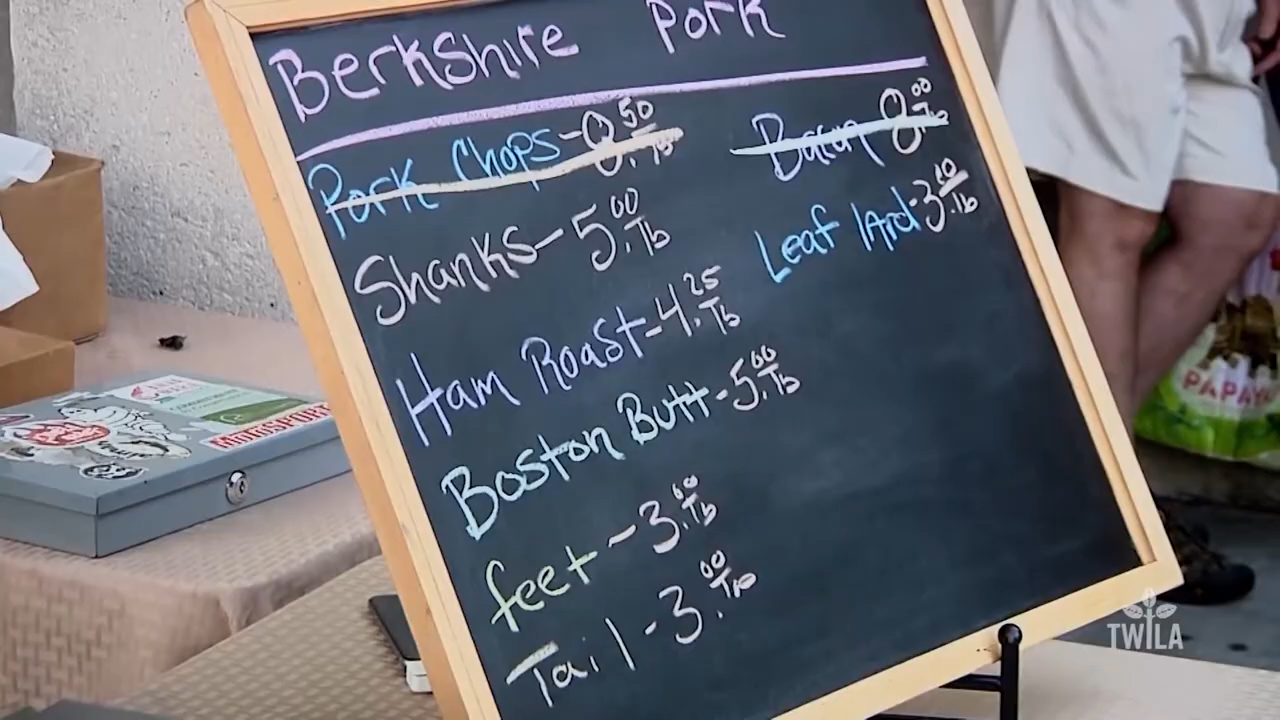 Berkshire Pork
Pork Chops - 8.50 lb
Shanks - 5.00 lb
Ham Roast - 4.25 lb
Boston Butt - 5.00 lb
feet - 3.00 lb
Tail - 3.00 lb
Bacon 8.00 lb
Leaf lard - 3.00 lb
MOTORSPORT
PAPAYA
TWILA